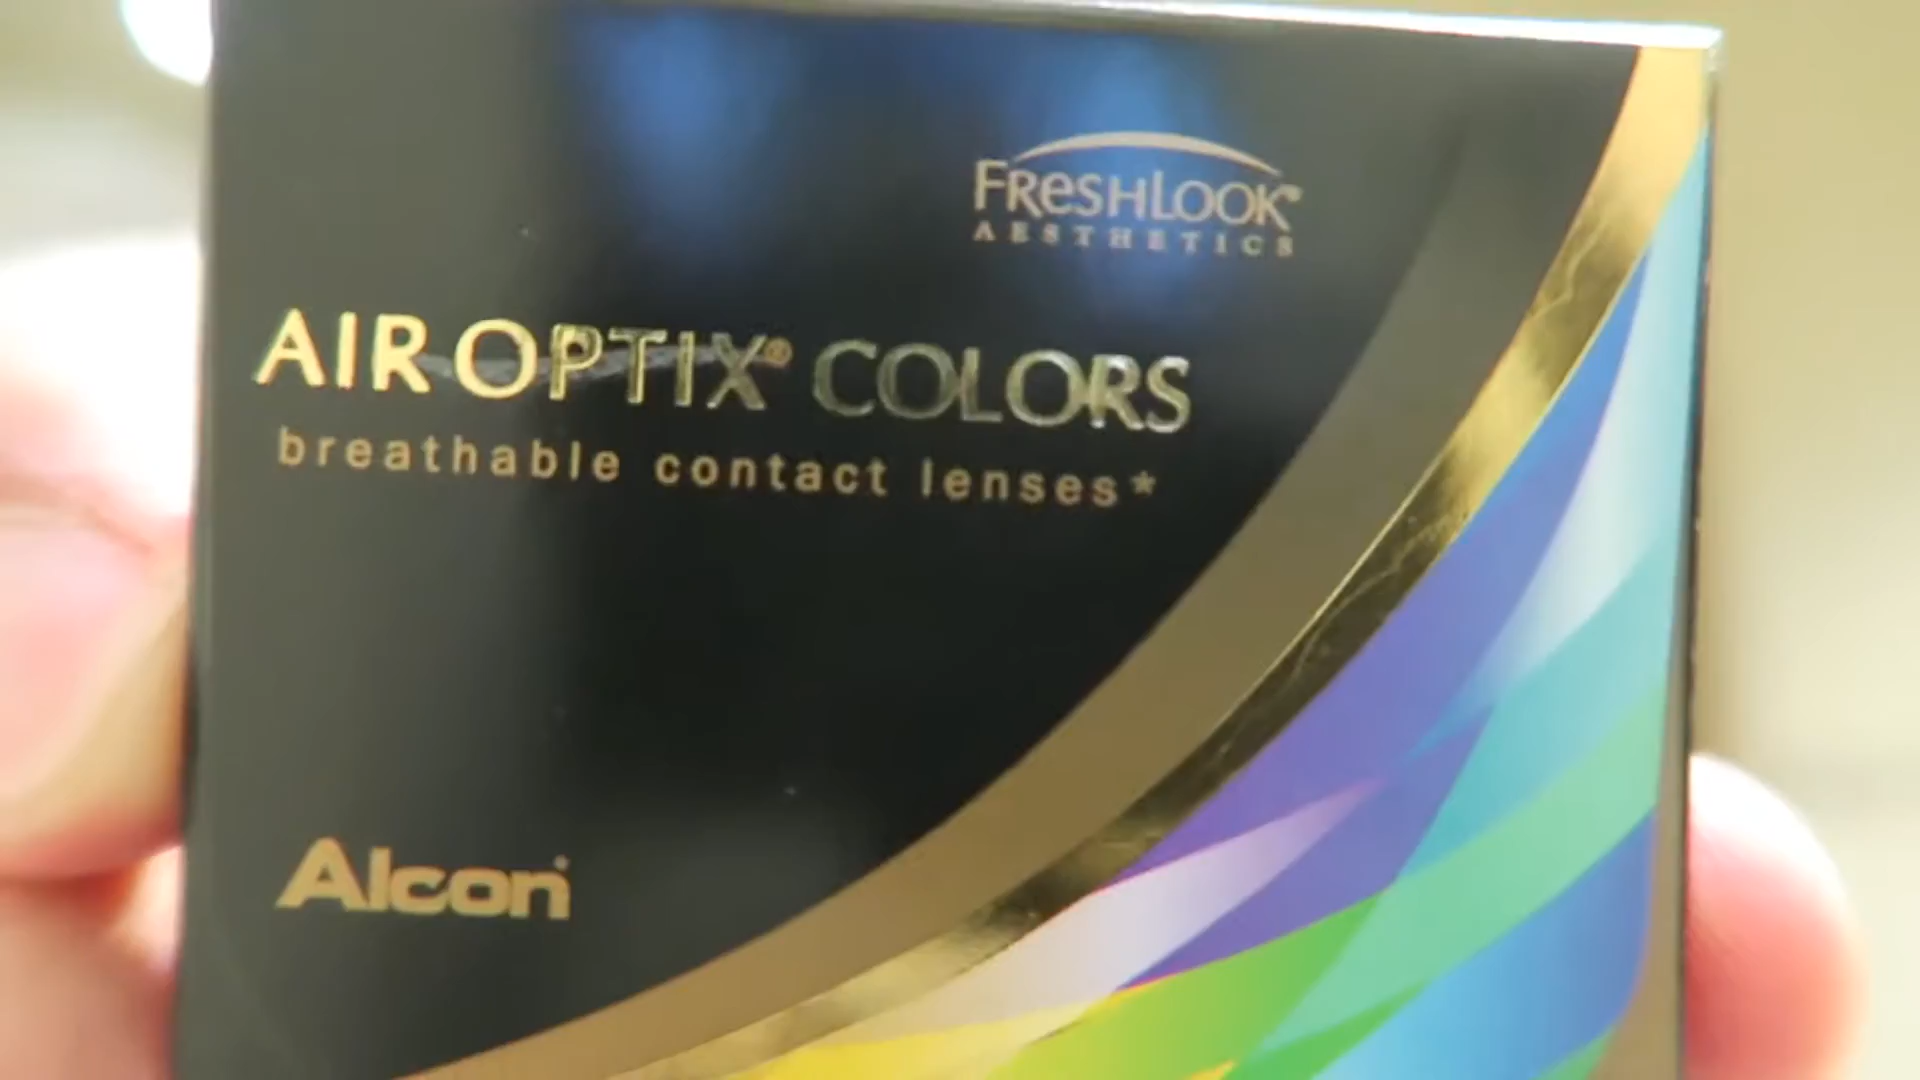 FRESHLOOK®
AESTHETICS
AIR OPTIX® COLORS
breathable contact lenses*
Alcon®